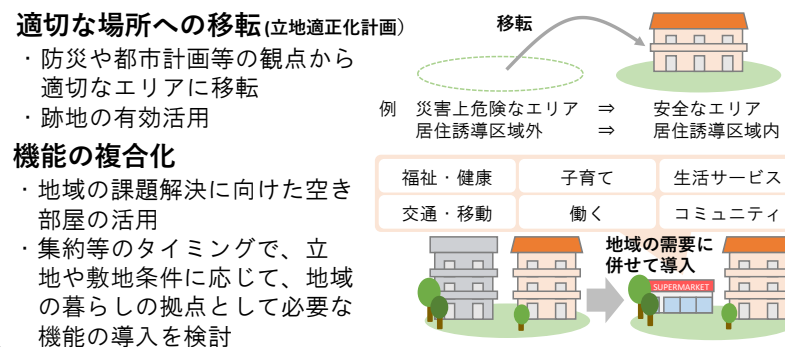 適切な場所への移転(立地適正化計画)
・防災や都市計画等の観点から
適切なエリアに移転
・跡地の有効活用
機能の複合化
・地域の課題解決に向けた空き
部屋の活用
・集約等のタイミングで、立
地や敷地条件に応じて、地域
の暮らしの拠点として必要な
機能の導入を検討
移転
例 災害上危険なエリア ⇒ 安全なエリア
居住誘導区域外 ⇒ 居住誘導区域内
福祉・健康 子育て 生活サービス
交通・移動 働く コミュニティ
地域の需要に
併せて導入
SUPERMARKET